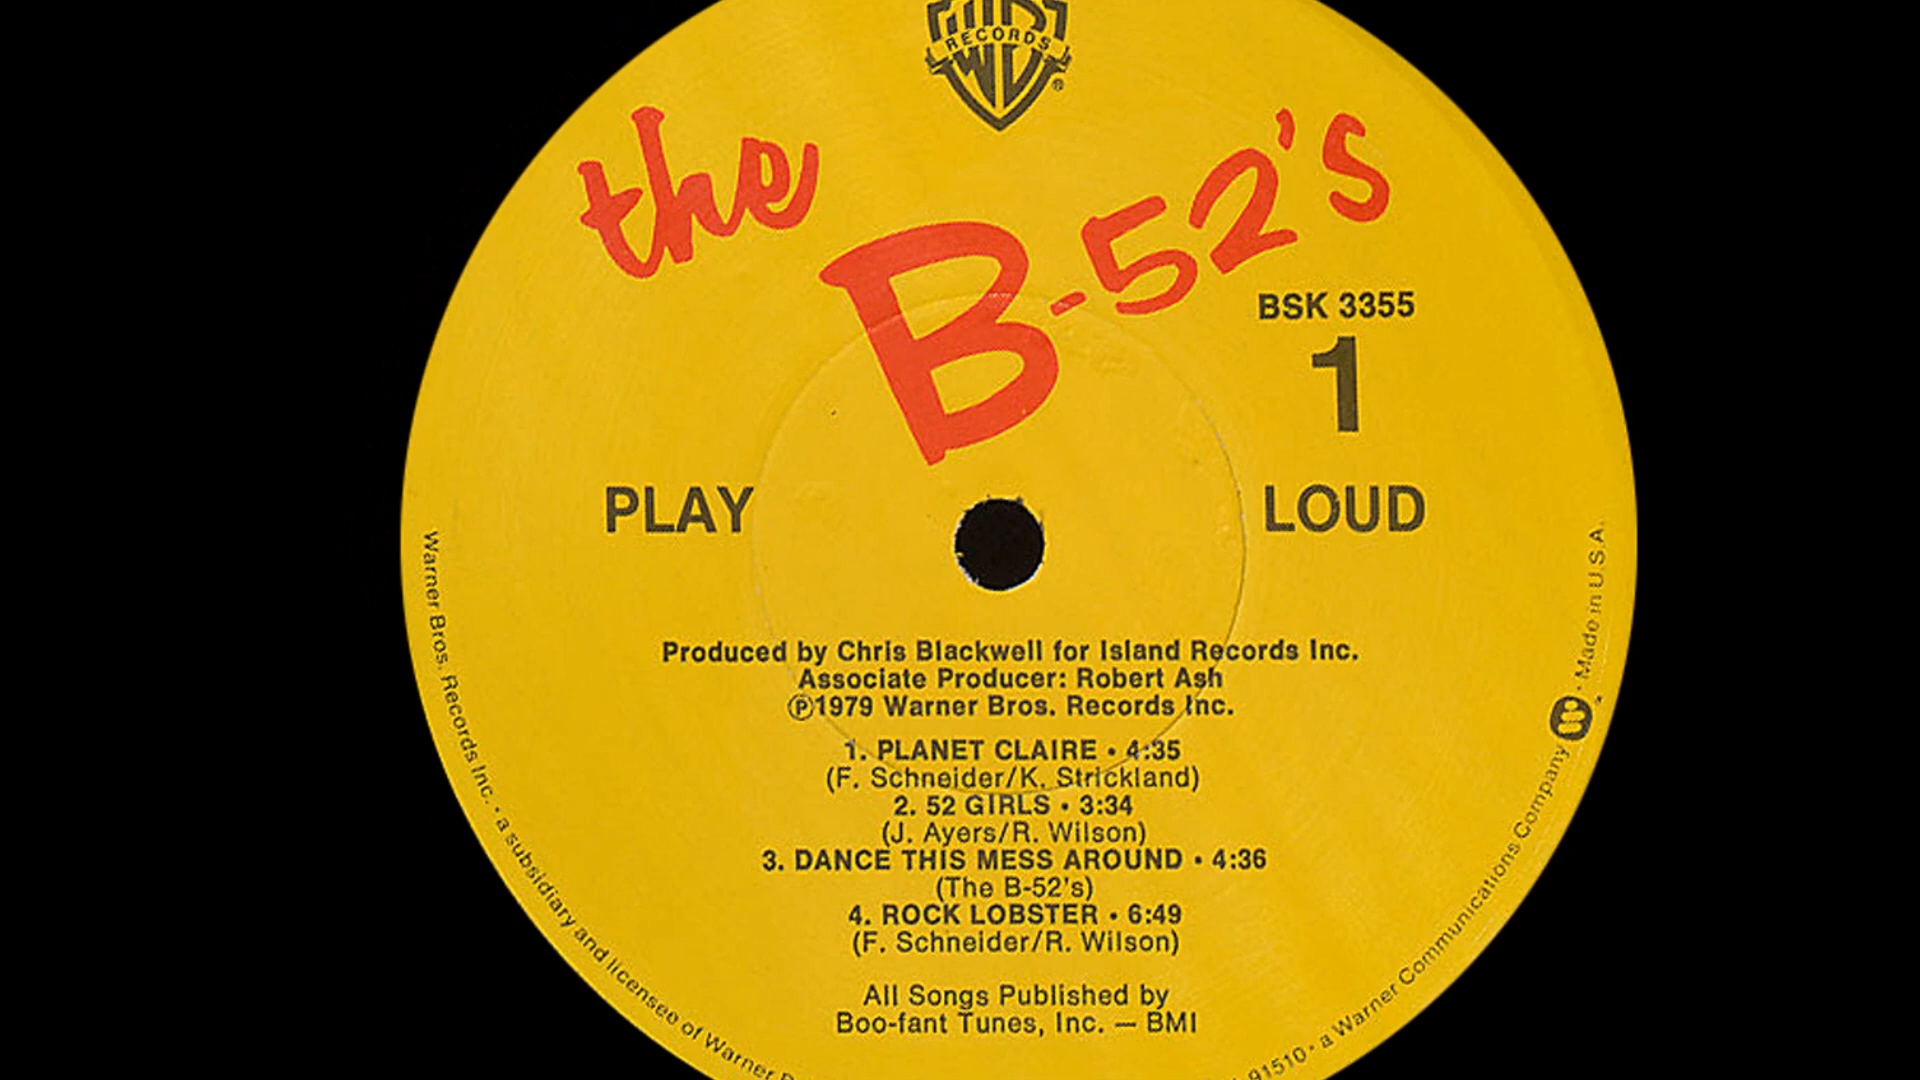 WB
RECORDS
®
the B-52's
BSK 3355
1
PLAY
LOUD
Produced by Chris Blackwell for Island Records Inc.
Associate Producer: Robert Ash
Ⓟ1979 Warner Bros. Records Inc.
1. PLANET CLAIRE • 4:35
(F. Schneider/K. Strickland)
2. 52 GIRLS • 3:34
(J. Ayers/R. Wilson)
3. DANCE THIS MESS AROUND • 4:36
(The B-52's)
4. ROCK LOBSTER • 6:49
(F. Schneider/R. Wilson)
All Songs Published by
Boo-fant Tunes, Inc. — BMI
Warner Bros. Records Inc. • a subsidiary and licensee of Warner
91510 • a Warner Communications Company
• Made in U.S.A.